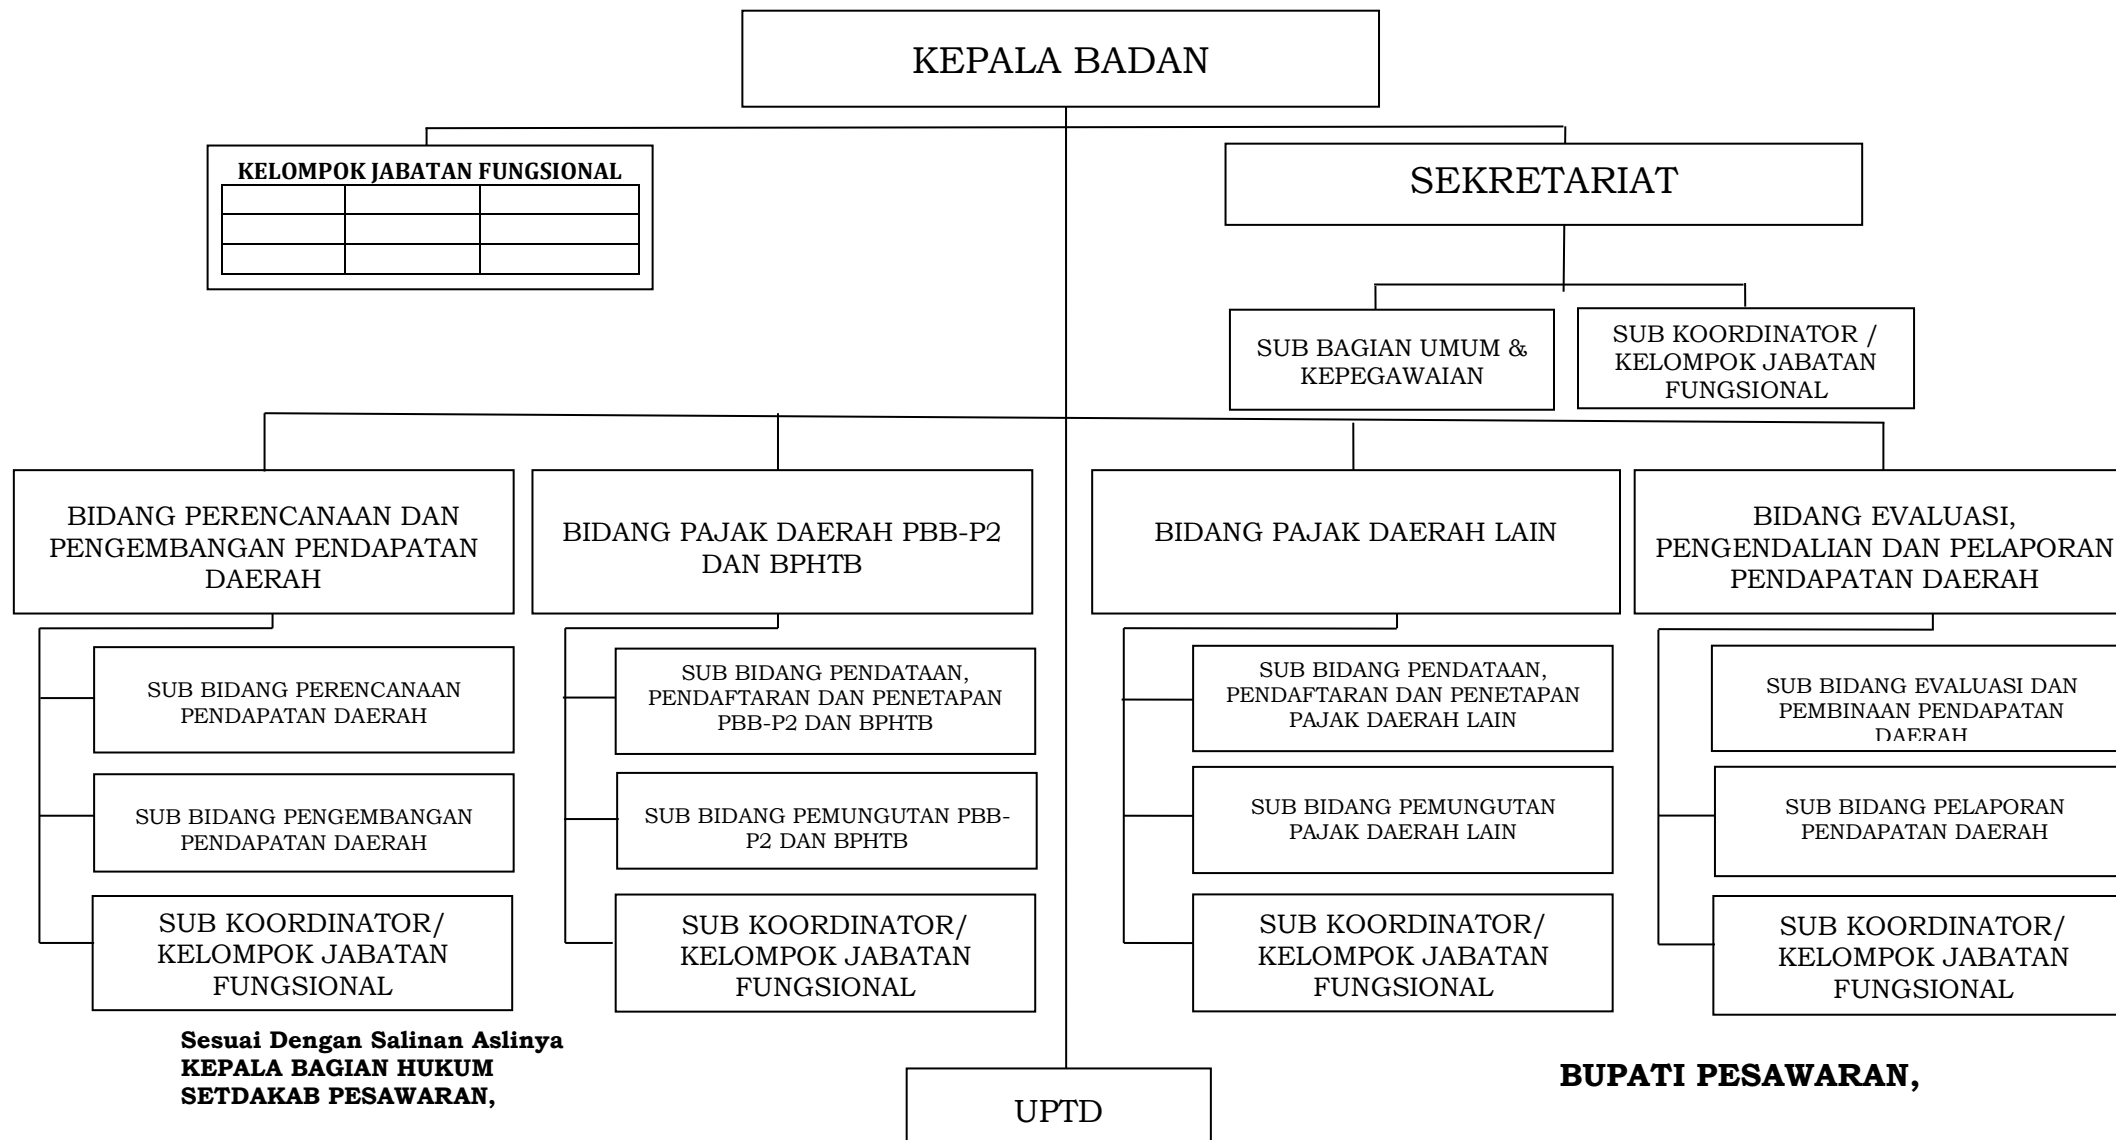 KEPALA BADAN
KELOMPOK JABATAN FUNGSIONAL
SEKRETARIAT
SUB BAGIAN UMUM &
KEPEGAWAIAN
SUB KOORDINATOR /
KELOMPOK JABATAN
FUNGSIONAL
BIDANG PERENCANAAN DAN
PENGEMBANGAN PENDAPATAN
DAERAH
BIDANG PAJAK DAERAH PBB-P2
DAN BPHTB
BIDANG PAJAK DAERAH LAIN
BIDANG EVALUASI,
PENGENDALIAN DAN PELAPORAN
PENDAPATAN DAERAH
SUB BIDANG PERENCANAAN
PENDAPATAN DAERAH
SUB BIDANG PENDATAAN,
PENDAFTARAN DAN PENETAPAN
PBB-P2 DAN BPHTB
SUB BIDANG PENDATAAN,
PENDAFTARAN DAN PENETAPAN
PAJAK DAERAH LAIN
SUB BIDANG EVALUASI DAN
PEMBINAAN PENDAPATAN
DAERAH
SUB BIDANG PENGEMBANGAN
PENDAPATAN DAERAH
SUB BIDANG PEMUNGUTAN PBB-
P2 DAN BPHTB
SUB BIDANG PEMUNGUTAN
PAJAK DAERAH LAIN
SUB BIDANG PELAPORAN
PENDAPATAN DAERAH
SUB KOORDINATOR/
KELOMPOK JABATAN
FUNGSIONAL
SUB KOORDINATOR/
KELOMPOK JABATAN
FUNGSIONAL
SUB KOORDINATOR/
KELOMPOK JABATAN
FUNGSIONAL
SUB KOORDINATOR/
KELOMPOK JABATAN
FUNGSIONAL
Sesuai Dengan Salinan Aslinya
KEPALA BAGIAN HUKUM
SETDAKAB PESAWARAN,
BUPATI PESAWARAN,
UPTD